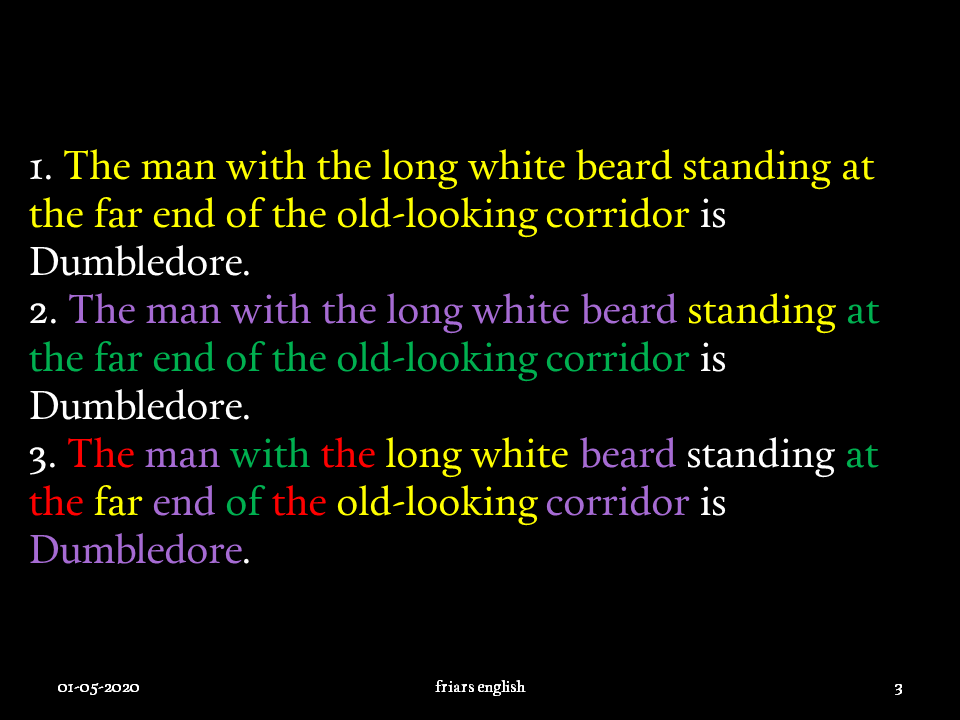 1. The man with the long white beard standing at
the far end of the old-looking corridor is
Dumbledore.
2. The man with the long white beard standing at
the far end of the old-looking corridor is
Dumbledore.
3. The man with the long white beard standing at
the far end of the old-looking corridor is
Dumbledore.
01-05-2020 friars english 3